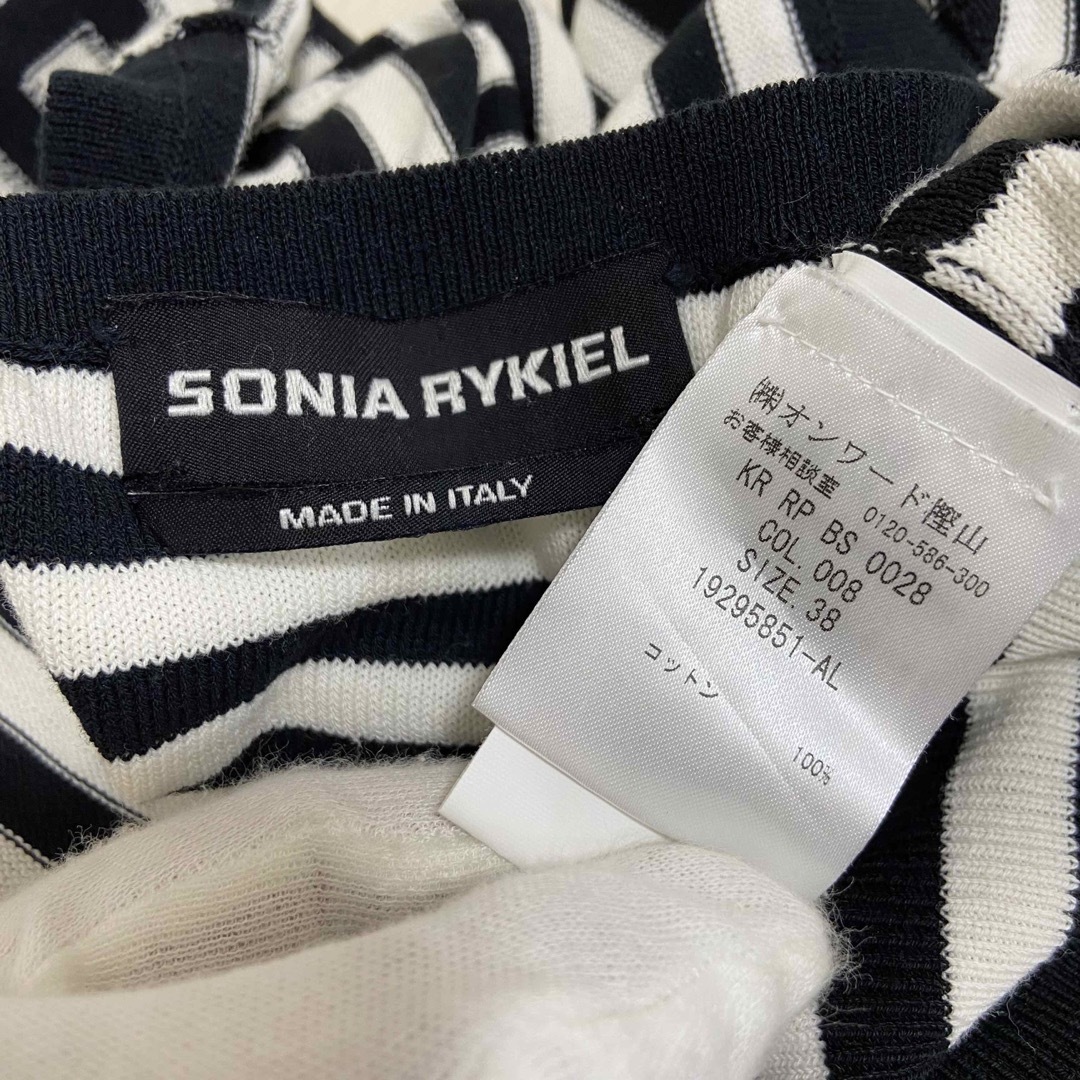 SONIA RYKIEL
MADE IN ITALY
㈱オンワード樫山
お客様相談室 0120-586-300
KR RP BS 0028
COL. 008
SIZE. 38
19295851-AL
コットン 100%